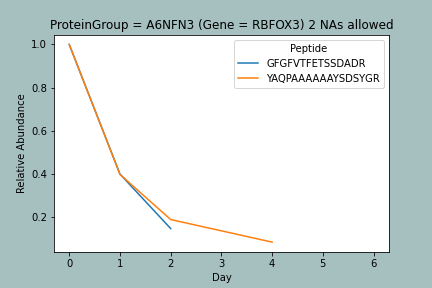 ProteinGroup = A6NFN3 (Gene = RBFOX3) 2 NAs allowed
Peptide
GFGFVTFETSSDADR
YAQPAAAAAAYSDSYGR
Relative Abundance
1.0
0.8
0.6
0.4
0.2
0 1 2 3 4 5 6
Day